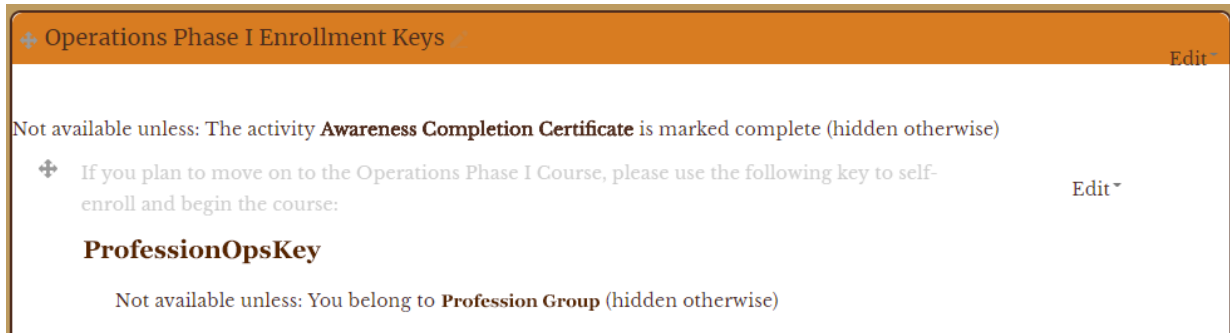 Operations Phase I Enrollment Keys
Edit
Not available unless: The activity Awareness Completion Certificate is marked complete (hidden otherwise)
If you plan to move on to the Operations Phase I Course, please use the following key to self-
enroll and begin the course:
Edit
ProfessionOpsKey
Not available unless: You belong to Profession Group (hidden otherwise)